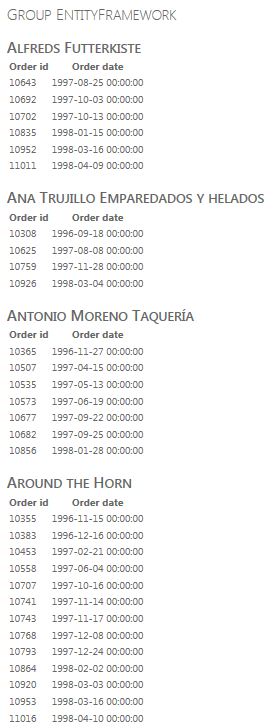 Group EntityFramework
Alfreds Futterkiste
Order id Order date
10643 1997-08-25 00:00:00
10692 1997-10-03 00:00:00
10702 1997-10-13 00:00:00
10835 1998-01-15 00:00:00
10952 1998-03-16 00:00:00
11011 1998-04-09 00:00:00
Ana Trujillo Emparedados y helados
Order id Order date
10308 1996-09-18 00:00:00
10625 1997-08-08 00:00:00
10759 1997-11-28 00:00:00
10926 1998-03-04 00:00:00
Antonio Moreno Taquería
Order id Order date
10365 1996-11-27 00:00:00
10507 1997-04-15 00:00:00
10535 1997-05-13 00:00:00
10573 1997-06-19 00:00:00
10677 1997-09-22 00:00:00
10682 1997-09-25 00:00:00
10856 1998-01-28 00:00:00
Around the Horn
Order id Order date
10355 1996-11-15 00:00:00
10383 1996-12-16 00:00:00
10453 1997-02-21 00:00:00
10558 1997-06-04 00:00:00
10707 1997-10-16 00:00:00
10741 1997-11-14 00:00:00
10743 1997-11-17 00:00:00
10768 1997-12-08 00:00:00
10793 1997-12-24 00:00:00
10864 1998-02-02 00:00:00
10920 1998-03-03 00:00:00
10953 1998-03-16 00:00:00
11016 1998-04-10 00:00:00